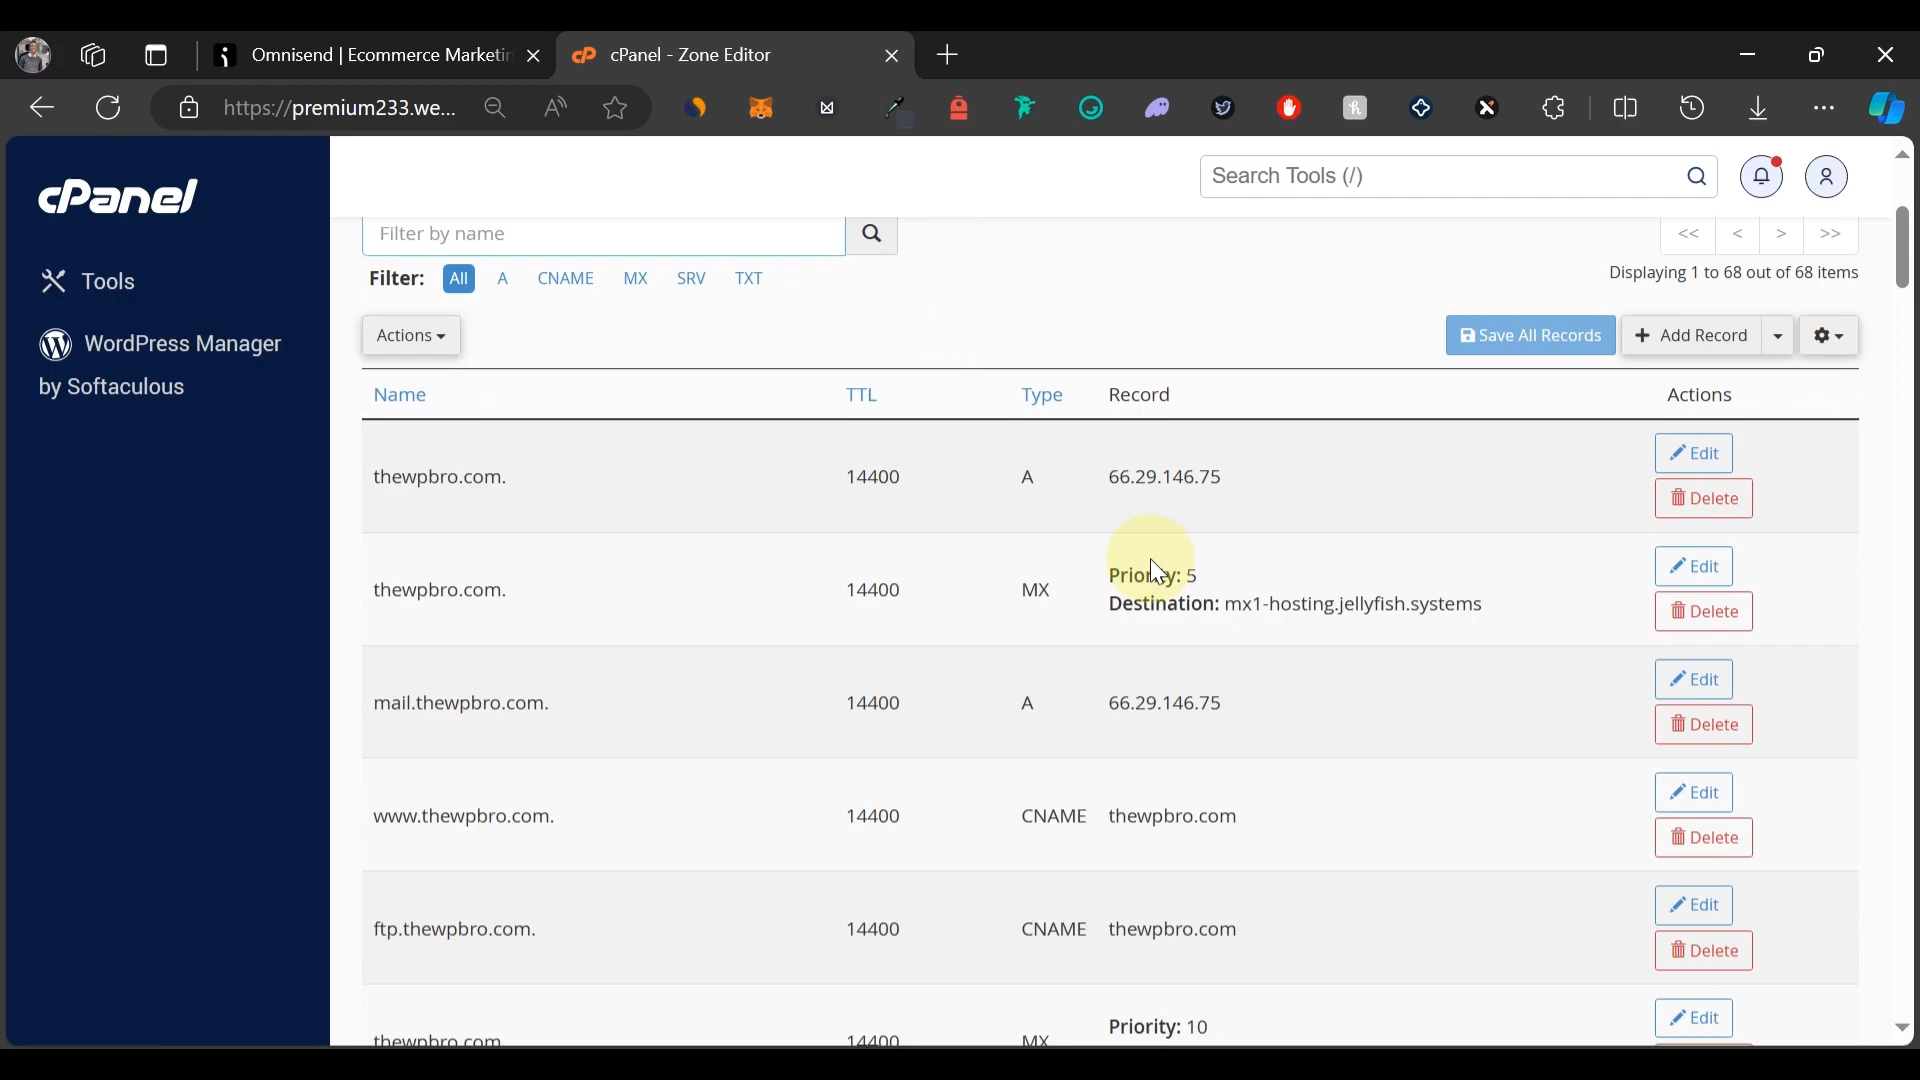 Omnisend | Ecommerce Marketin
cPanel - Zone Editor
https://premium233.we...
cPanel
Search Tools (/)
Tools
WordPress Manager
by Softaculous
Filter by name
<< < > >>
Filter: All A CNAME MX SRV TXT
Displaying 1 to 68 out of 68 items
Actions
Save All Records
+ Add Record
Name TTL Type Record Actions
thewpbro.com. 14400 A 66.29.146.75
Edit
Delete
thewpbro.com. 14400 MX
Priority: 5
Destination: mx1-hosting.jellyfish.systems
Edit
Delete
mail.thewpbro.com. 14400 A 66.29.146.75
Edit
Delete
www.thewpbro.com. 14400 CNAME thewpbro.com
Edit
Delete
ftp.thewpbro.com. 14400 CNAME thewpbro.com
Edit
Delete
Priority: 10
Edit
thewpbro.com 14400 MX